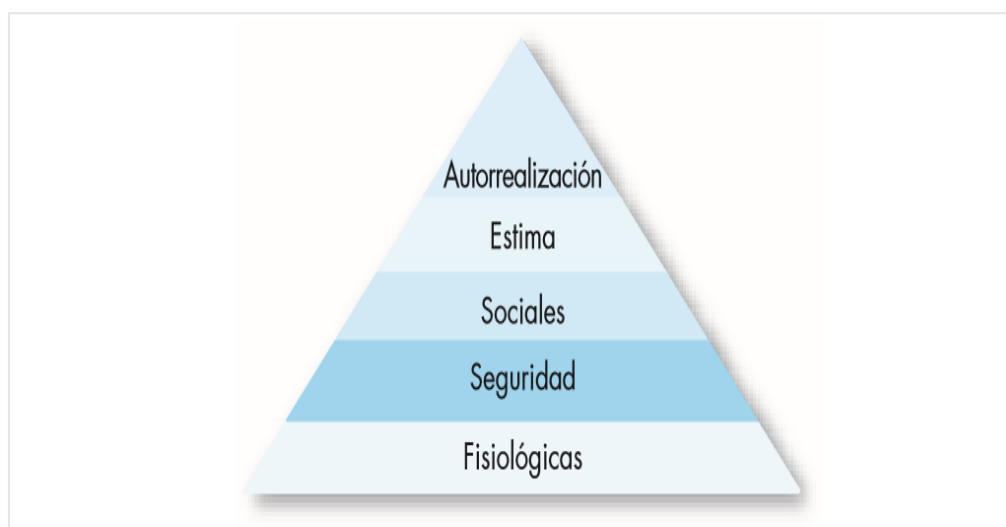 Autorrealización
Estima
Sociales
Seguridad
Fisiológicas